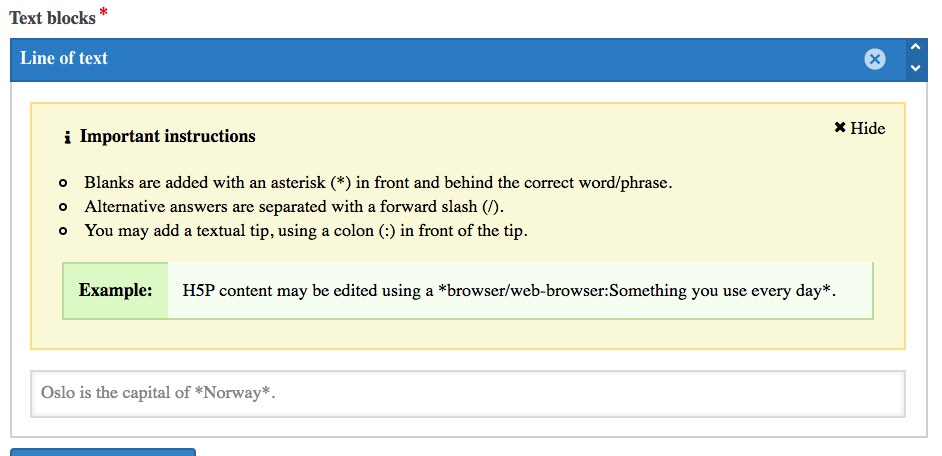 Text blocks *
Line of text
Important instructions
Hide
Blanks are added with an asterisk (*) in front and behind the correct word/phrase.
Alternative answers are separated with a forward slash (/).
You may add a textual tip, using a colon (:) in front of the tip.
Example: H5P content may be edited using a *browser/web-browser:Something you use every day*.
Oslo is the capital of *Norway*.